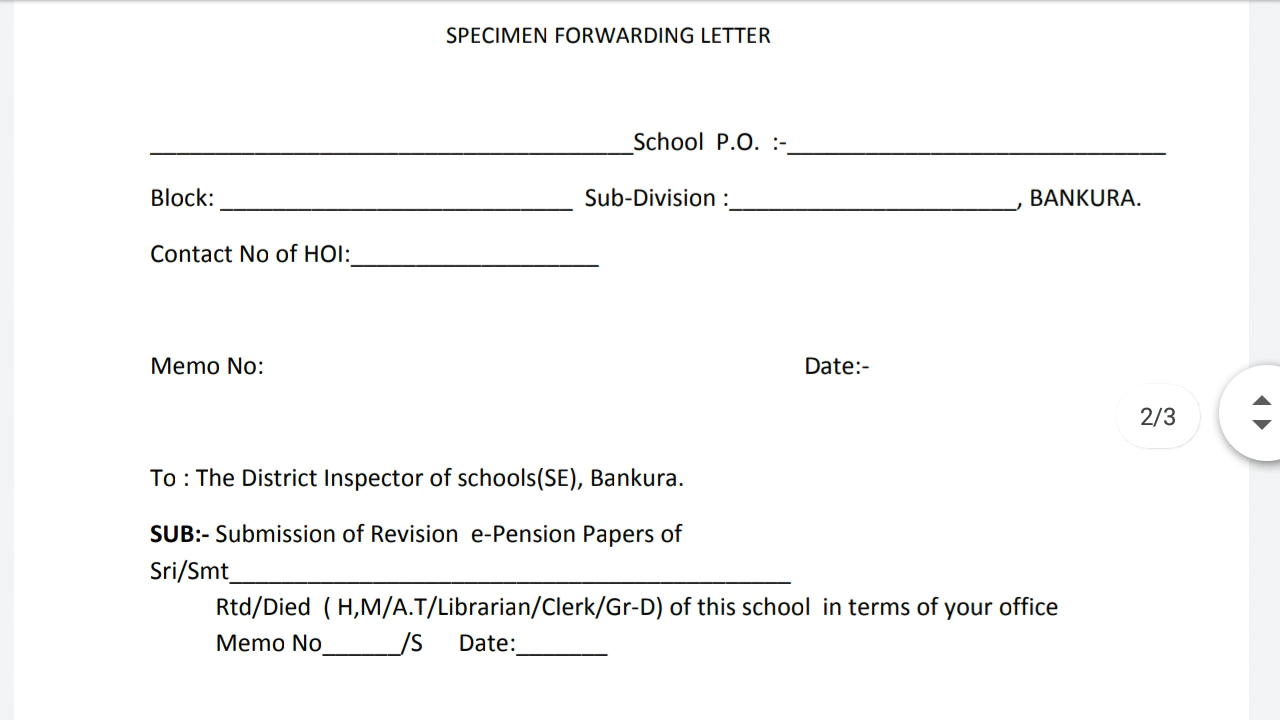 SPECIMEN FORWARDING LETTER
_____________________________________School P.O. :-_____________________________
Block: ___________________________ Sub-Division :______________________, BANKURA.
Contact No of HOI:___________________
Memo No: Date:-
2/3
To : The District Inspector of schools(SE), Bankura.
SUB:- Submission of Revision e-Pension Papers of
Sri/Smt___________________________________________
Rtd/Died ( H,M/A.T/Librarian/Clerk/Gr-D) of this school in terms of your office
Memo No______/S Date:_______